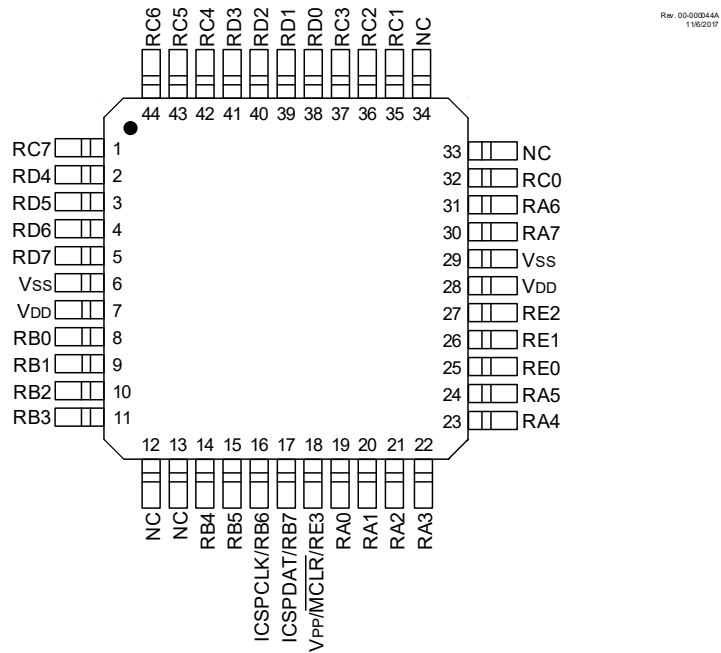 Rev. 00-000044A
11/6/2017
RC6
RC5
RC4
RD3
RD2
RD1
RD0
RC3
RC2
RC1
NC
44 43 42 41 40 39 38 37 36 35 34
RC7 1
RD4 2
RD5 3
RD6 4
RD7 5
VSS 6
VDD 7
RB0 8
RB1 9
RB2 10
RB3 11
33 NC
32 RC0
31 RA6
30 RA7
29 VSS
28 VDD
27 RE2
26 RE1
25 RE0
24 RA5
23 RA4
12 13 14 15 16 17 18 19 20 21 22
NC
NC
RB4
RB5
ICSPCLK/RB6
ICSPDAT/RB7
VPP/MCLR/RE3
RA0
RA1
RA2
RA3